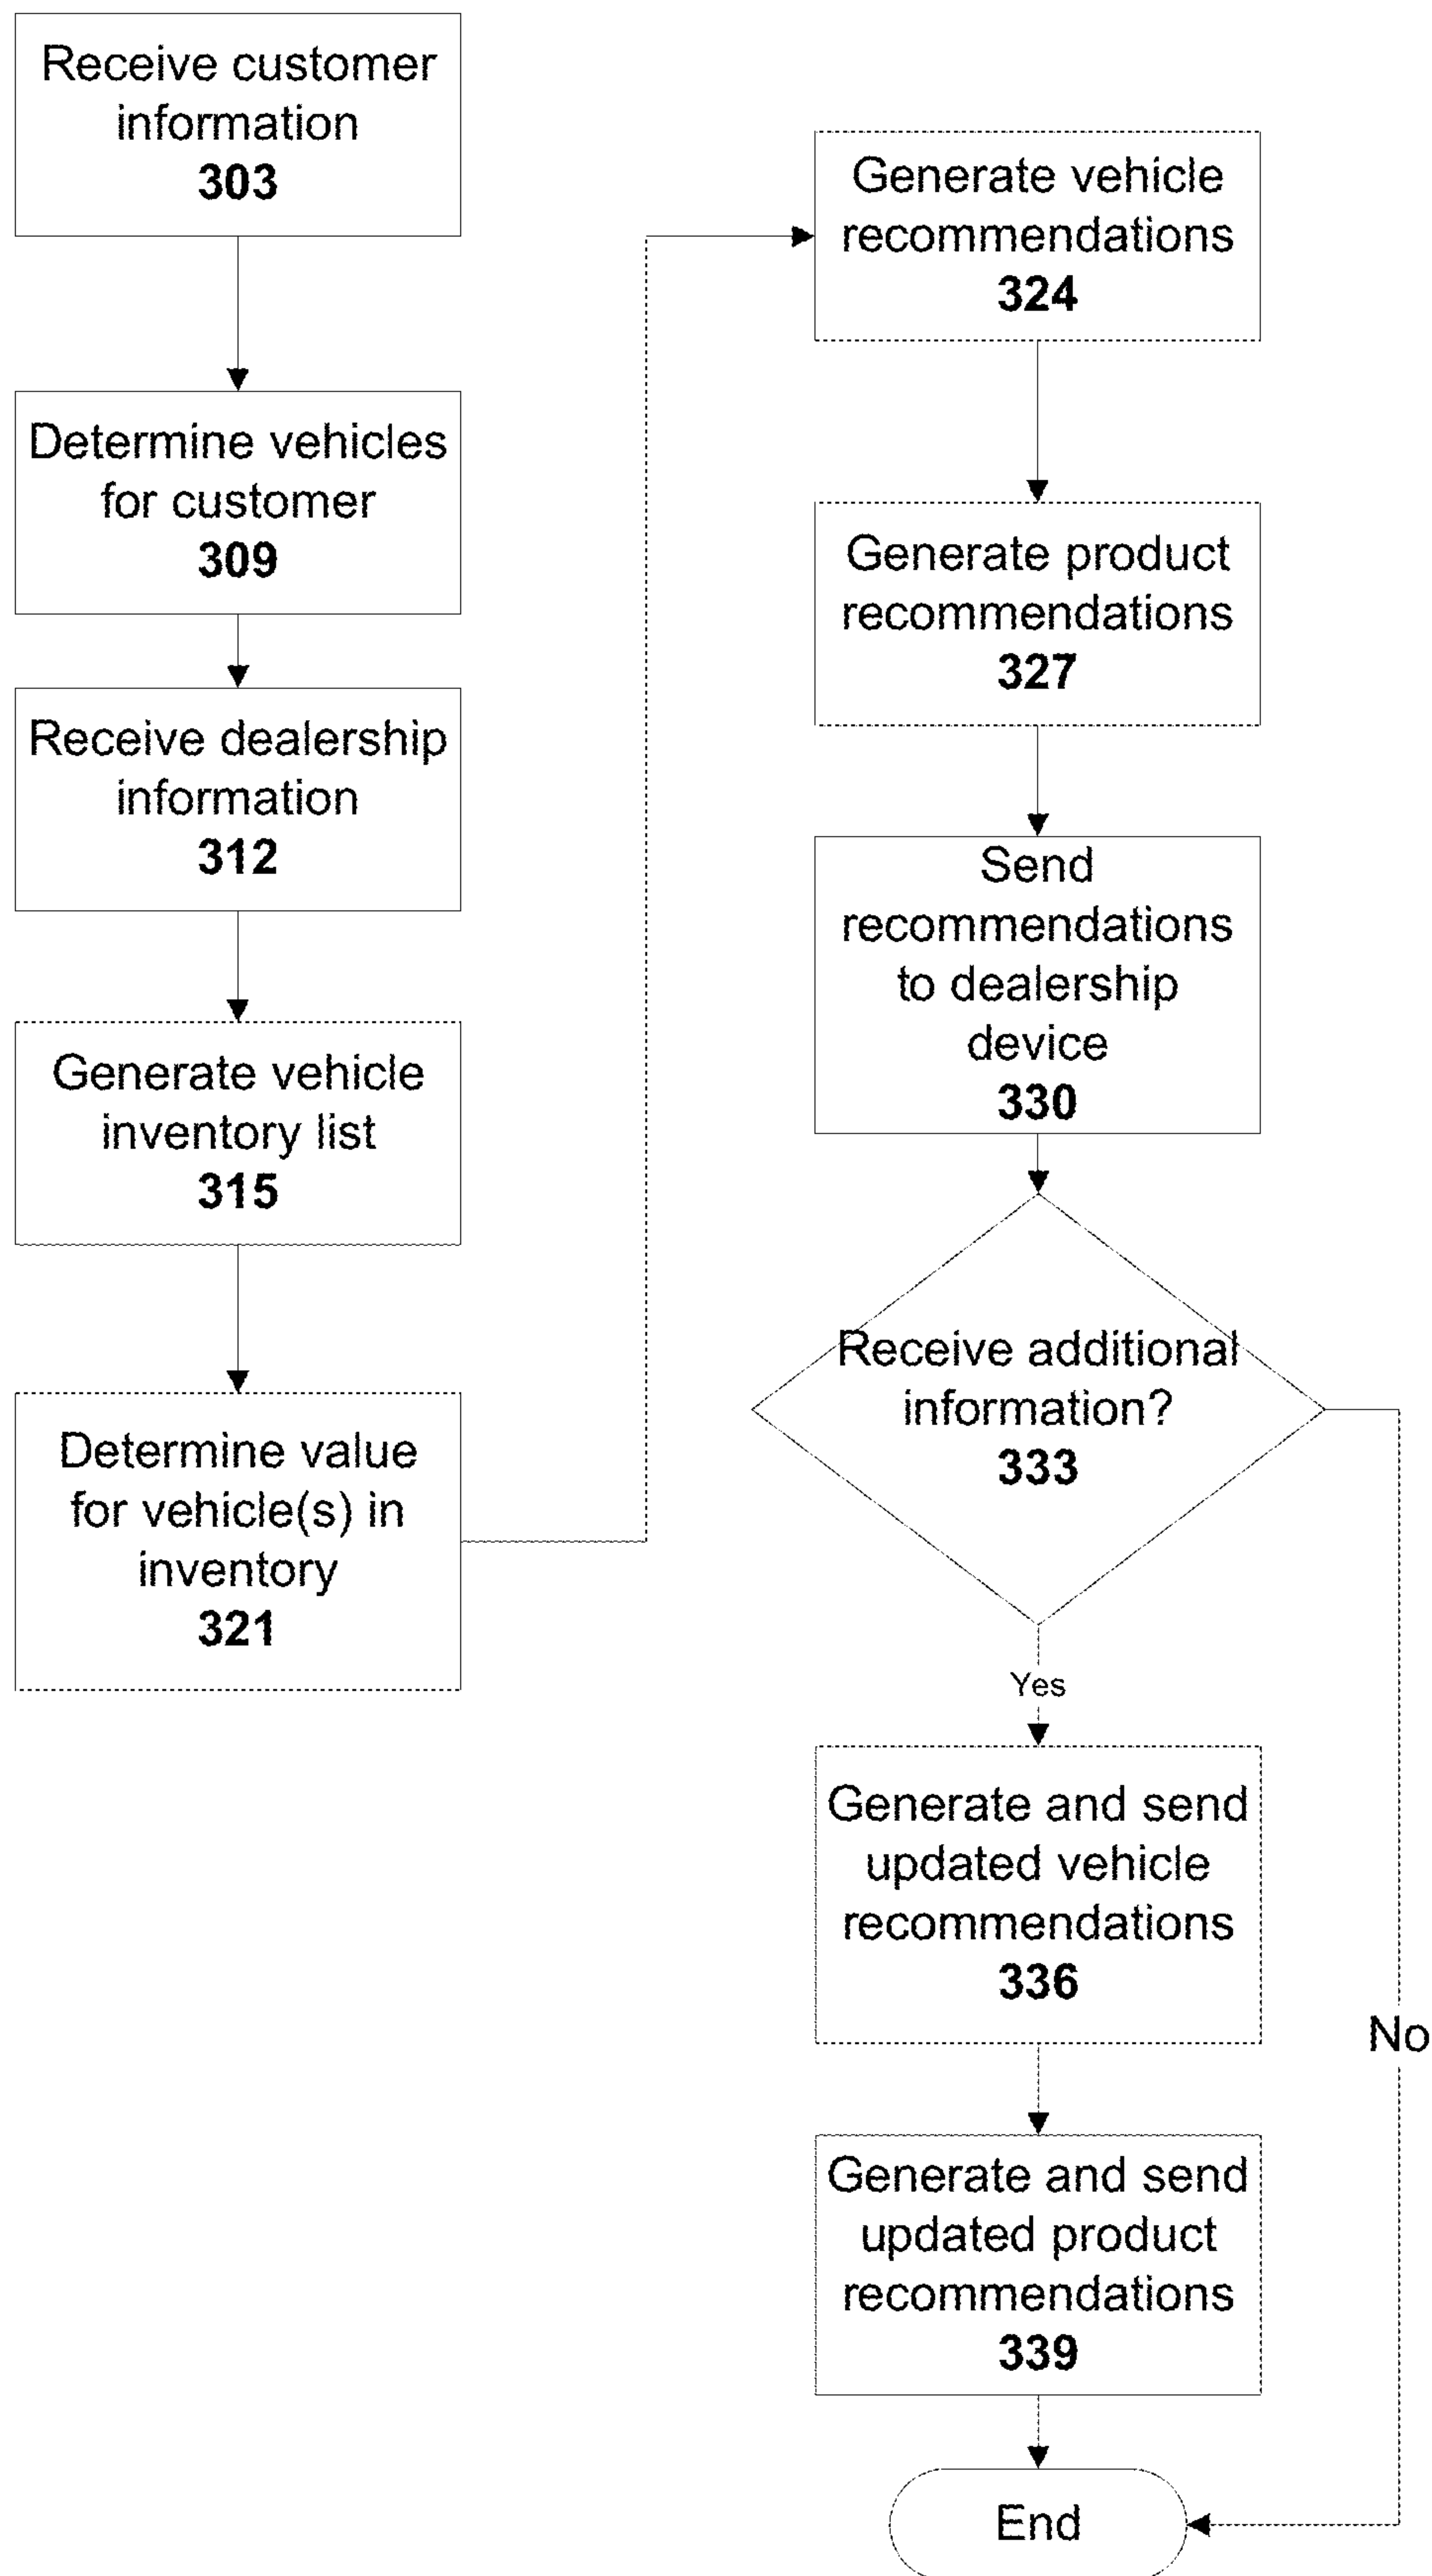 Receive customer
information
303
Determine vehicles
for customer
309
Receive dealership
information
312
Generate vehicle
inventory list
315
Determine value
for vehicle(s) in
inventory
321
Generate vehicle
recommendations
324
Generate product
recommendations
327
Send
recommendations
to dealership
device
330
Receive additional
information?
333
Yes
Generate and send
updated vehicle
recommendations
336
No
Generate and send
updated product
recommendations
339
End